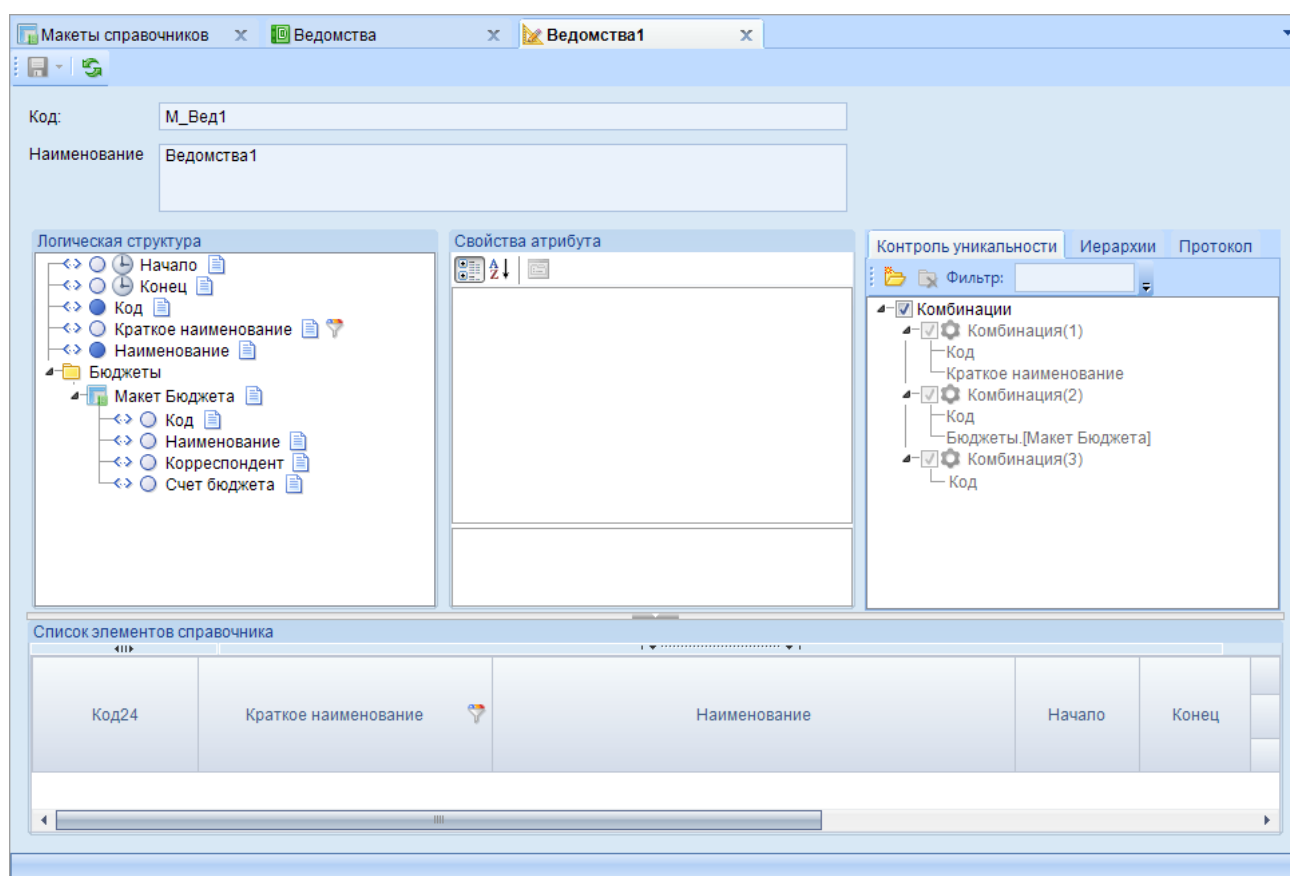 Макеты справочников
Ведомства
Ведомства1
Код:
М_Вед1
Наименование
Ведомства1
Логическая структура
Начало
Конец
Код
Краткое наименование
Наименование
Бюджеты
Макет Бюджета
Код
Наименование
Корреспондент
Счет бюджета
Свойства атрибута
Контроль уникальности
Иерархии
Протокол
Фильтр:
Комбинации
Комбинация(1)
Код
Краткое наименование
Комбинация(2)
Код
Бюджеты.[Макет Бюджета]
Комбинация(3)
Код
Список элементов справочника
Код24
Краткое наименование
Наименование
Начало
Конец